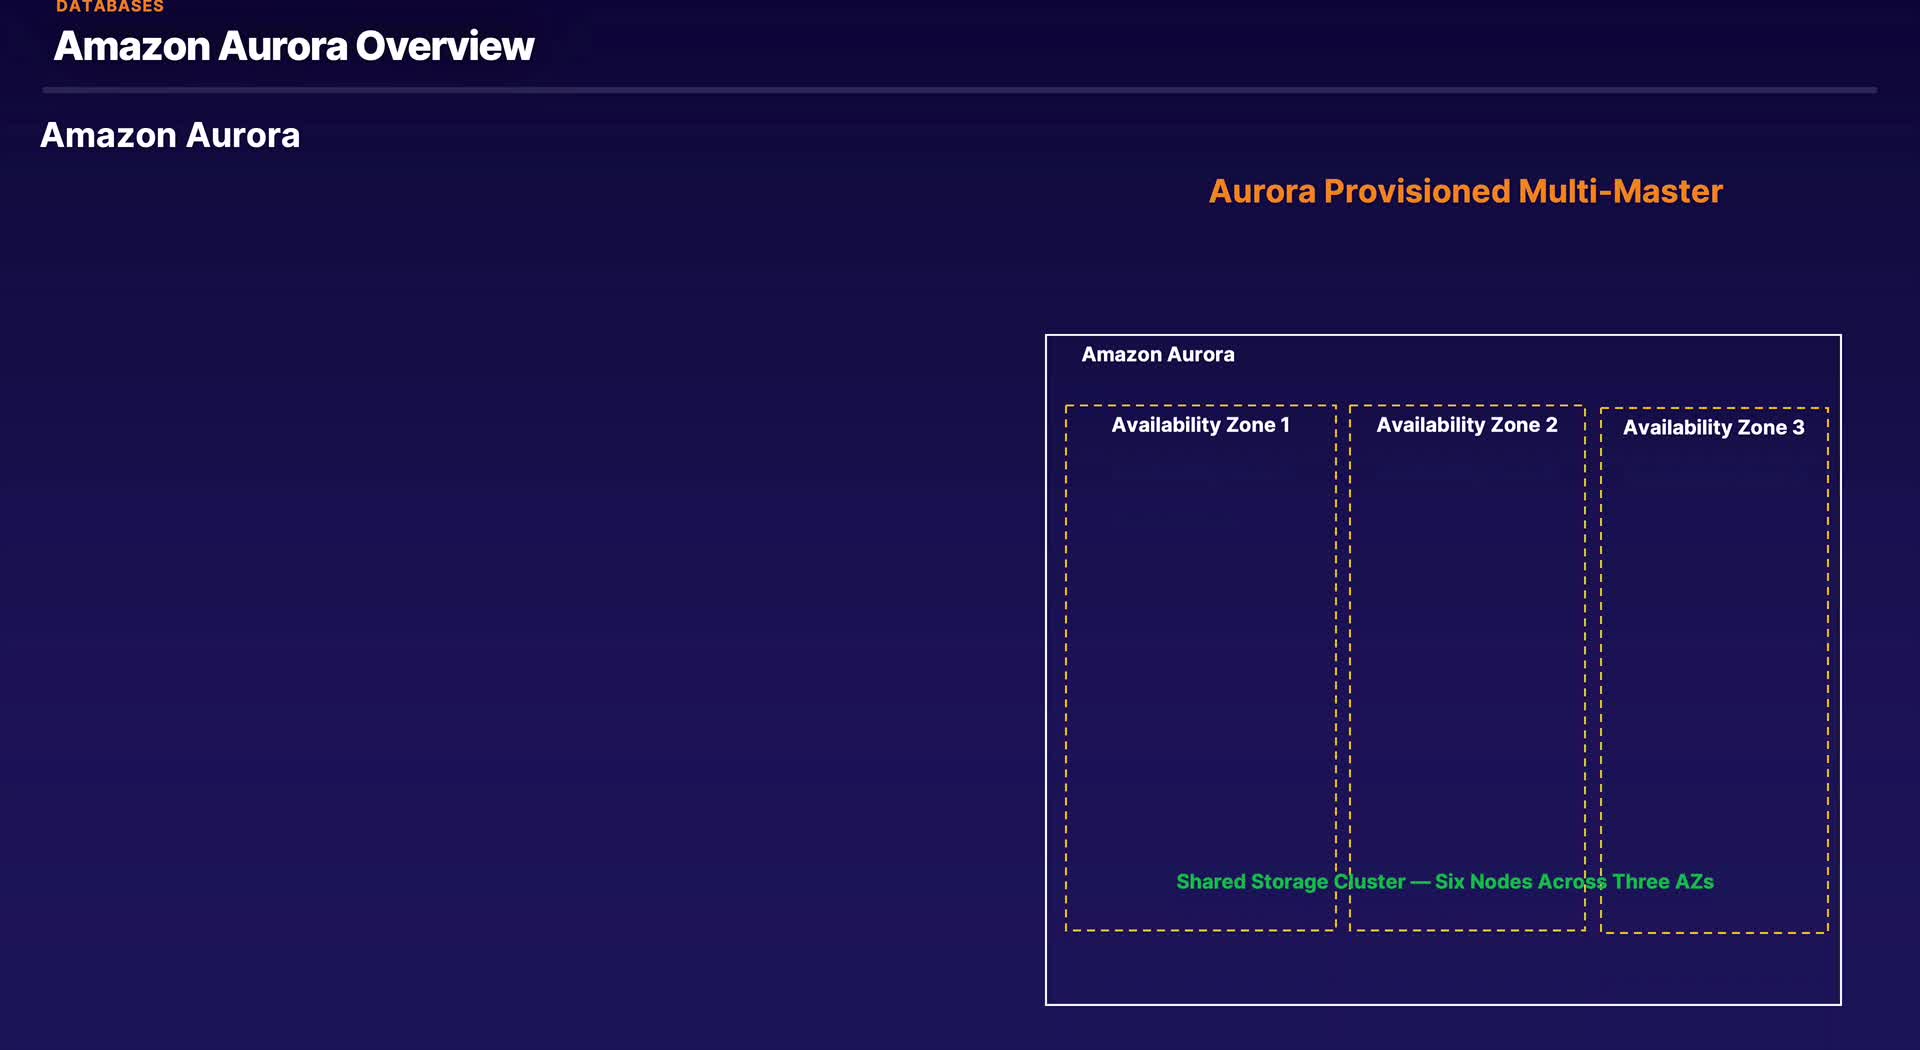 DATABASES
Amazon Aurora Overview
Amazon Aurora
Aurora Provisioned Multi-Master
Amazon Aurora
Availability Zone 1
Availability Zone 2
Availability Zone 3
Shared Storage Cluster — Six Nodes Across Three AZs